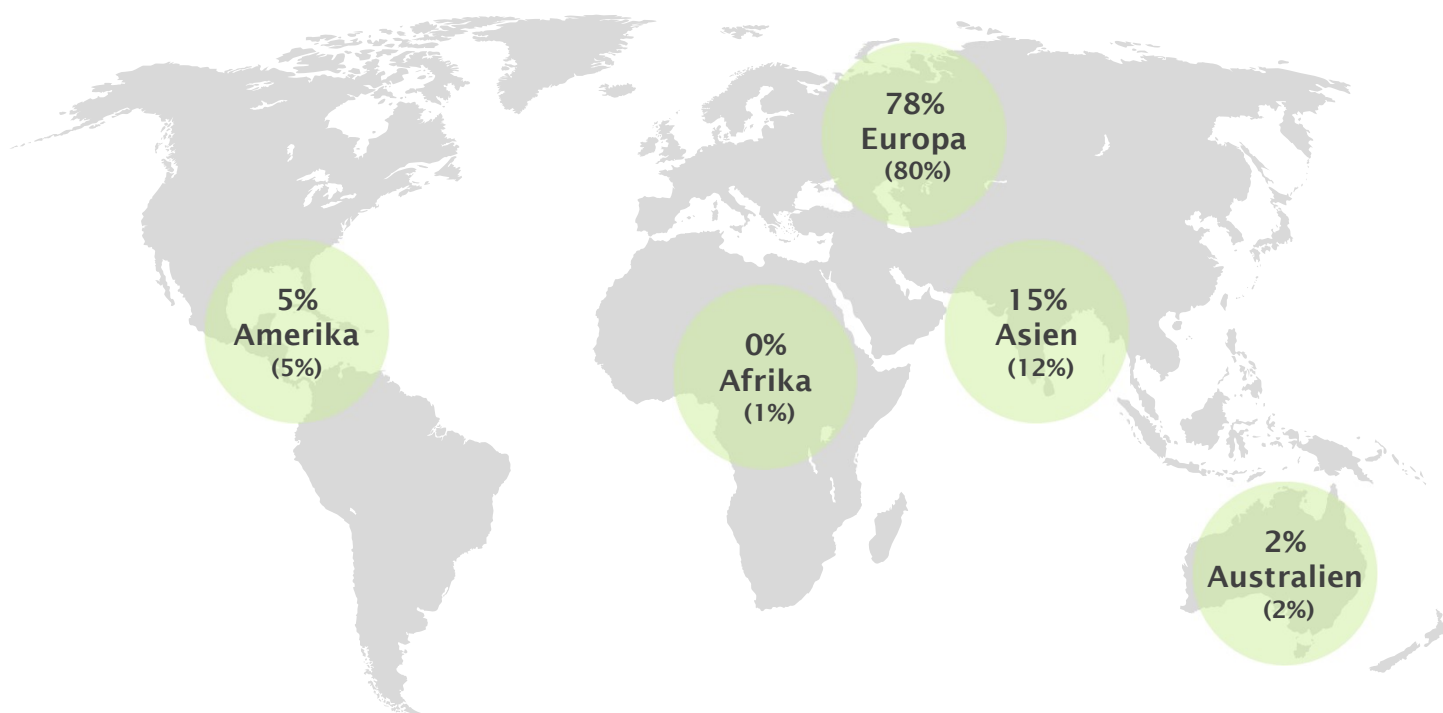 78%
Europa
(80%)
5%
Amerika
(5%)
0%
Afrika
(1%)
15%
Asien
(12%)
2%
Australien
(2%)